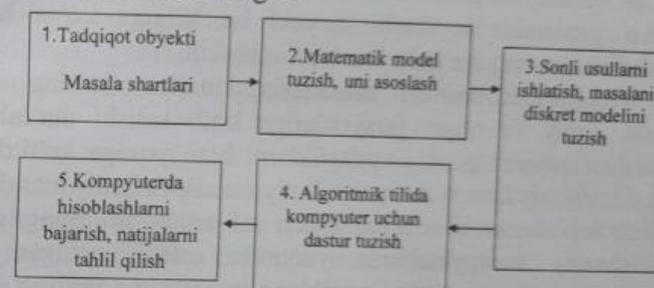 1.Tadqiqot obyekti
Masala shartlari
2.Matematik model
tuzish, uni asoslash
3.Sonli usullarni
ishlatish, masalani
diskret modelini
tuzish
4. Algoritmik tilida
kompyuter uchun
dastur tuzish
5.Kompyuterda
hisoblashlarni
bajarish, natijalarni
tahlil qilish